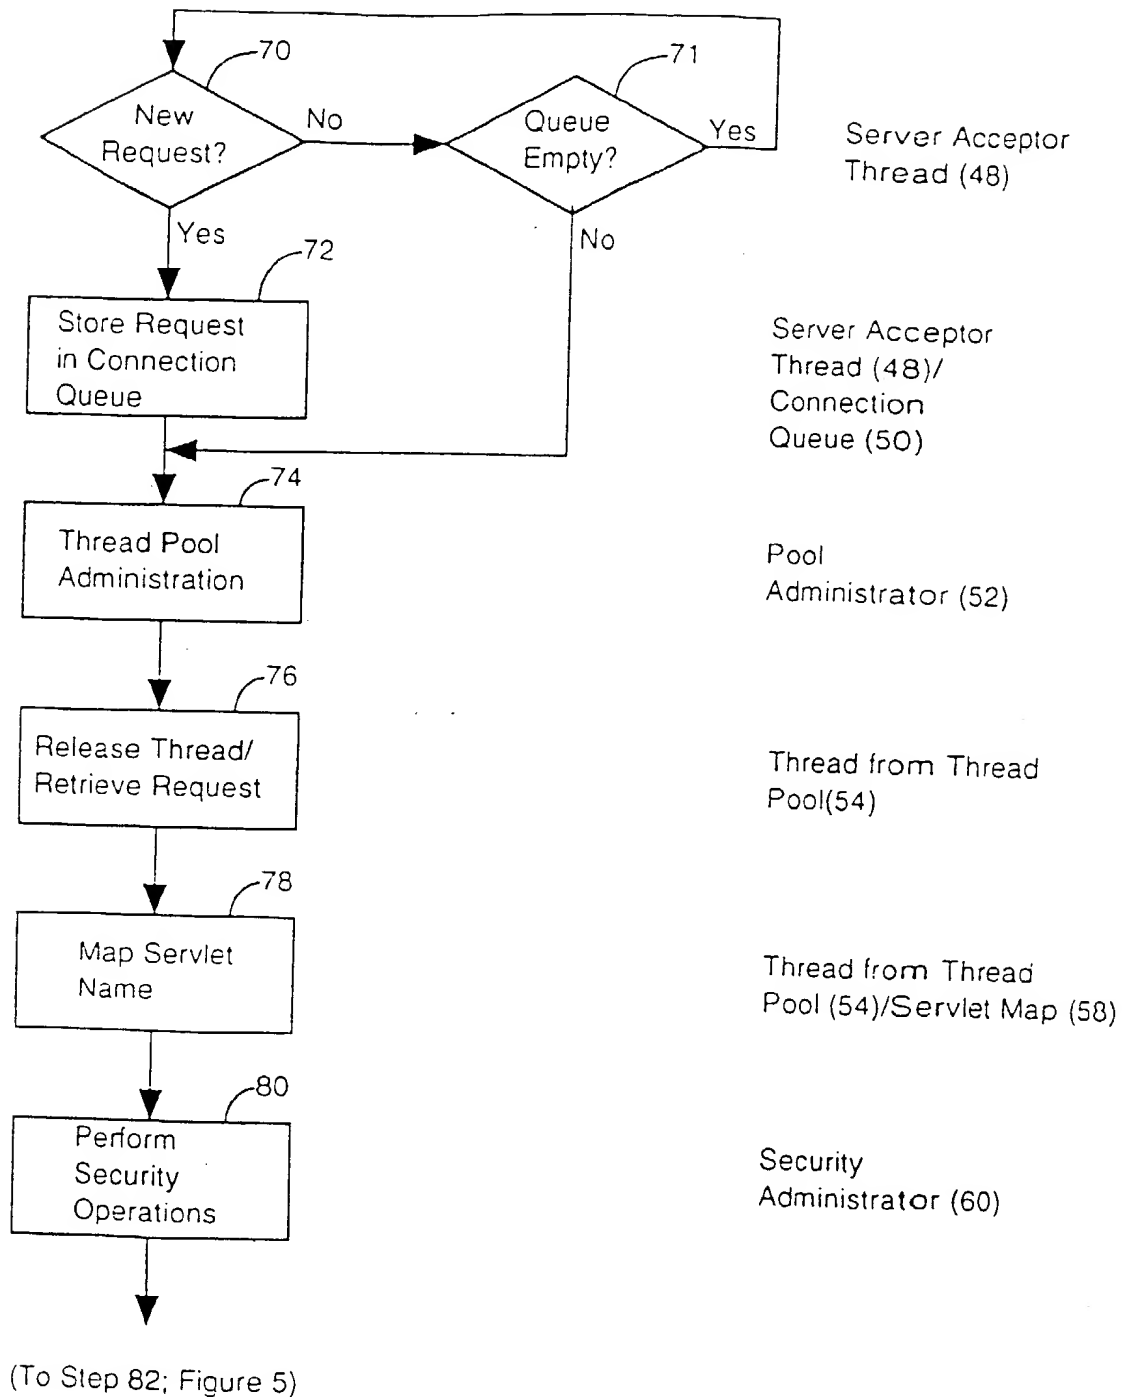 70
71
New
Request?
No
Queue
Empty?
Yes
Server Acceptor
Thread (48)
Yes
No
72
Store Request
in Connection
Queue
Server Acceptor
Thread (48)/
Connection
Queue (50)
74
Thread Pool
Administration
Pool
Administrator (52)
76
Release Thread/
Retrieve Request
Thread from Thread
Pool(54)
78
Map Servlet
Name
Thread from Thread
Pool (54)/Servlet Map (58)
80
Perform
Security
Operations
Security
Administrator (60)
(To Step 82; Figure 5)